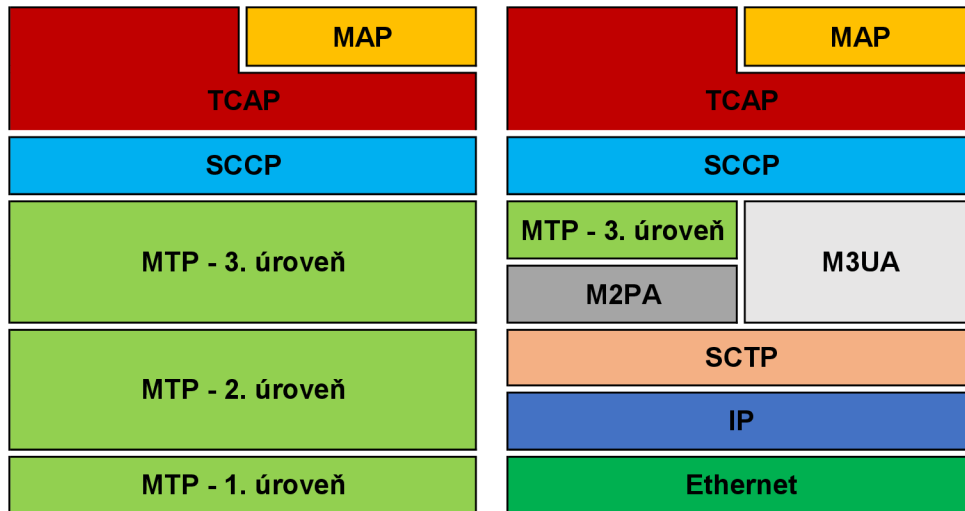 MAP
TCAP
SCCP
MTP - 3. úroveň
MTP - 2. úroveň
MTP - 1. úroveň
MAP
TCAP
SCCP
MTP - 3. úroveň
M2PA
M3UA
SCTP
IP
Ethernet